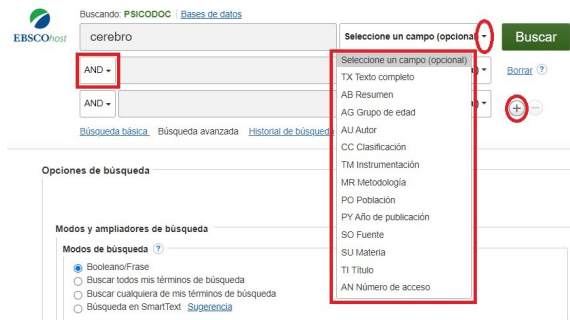 Buscando: PSICODOC | Bases de datos
EBSCOhost
cerebro
Seleccione un campo (opcional)
Buscar
Seleccione un campo (opcional)
AND
TX Texto completo
Borrar
AB Resumen
AG Grupo de edad
AND
AU Autor
CC Clasificación
Búsqueda básica Búsqueda avanzada Historial de búsqueda
TM Instrumentación
MR Metodología
Opciones de búsqueda
PO Población
PY Año de publicación
SO Fuente
Modos y ampliadores de búsqueda
SU Materia
Modos de búsqueda ?
TI Título
Booleano/Frase
AN Número de acceso
Buscar todos mis términos de búsqueda
Buscar cualquiera de mis términos de búsqueda
Búsqueda en SmartText Sugerencia